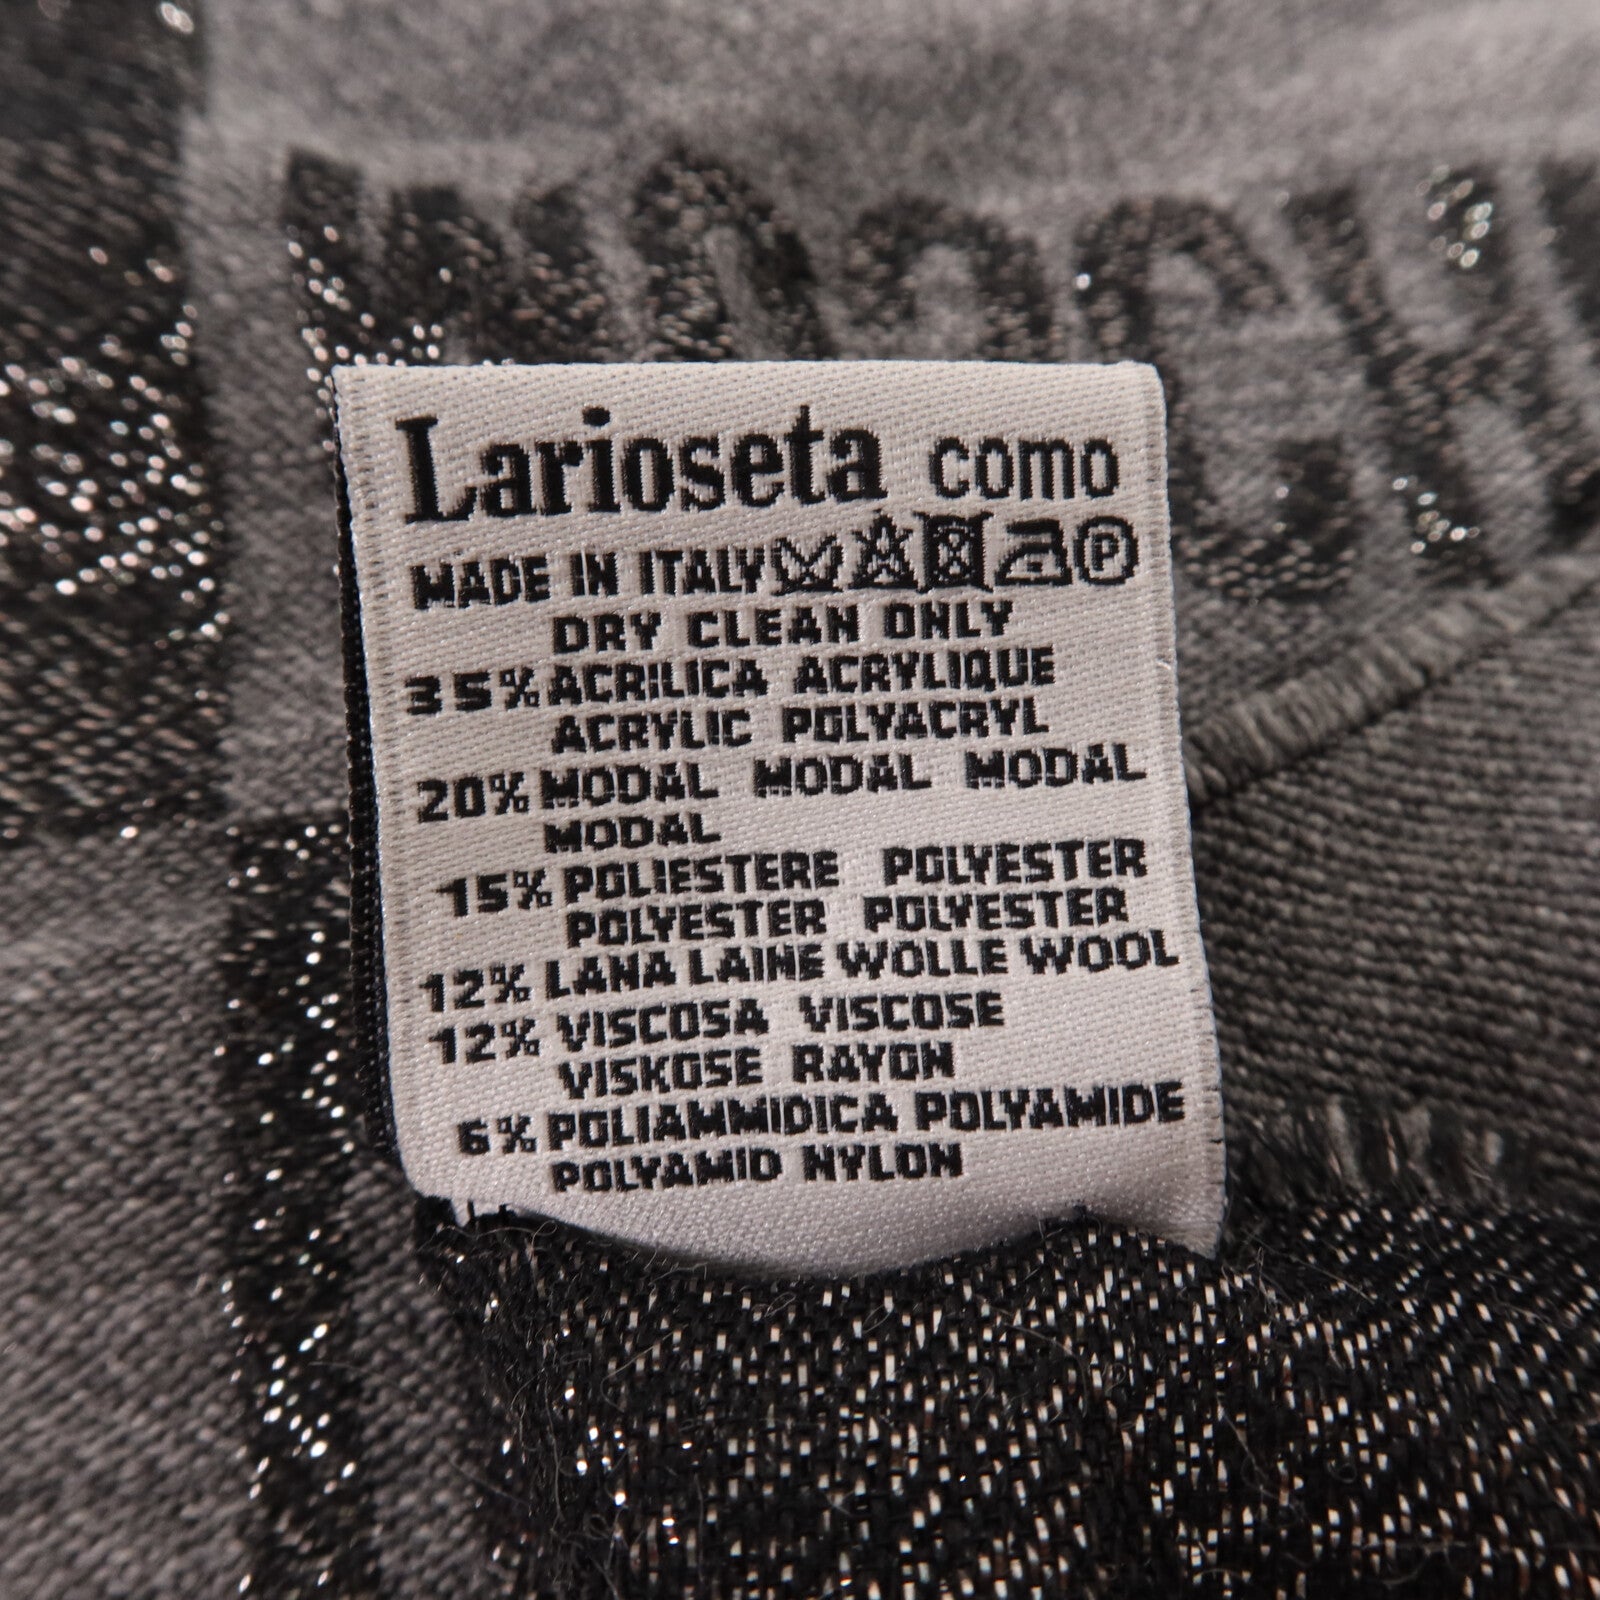 Larioseta como
MADE IN ITALY P
DRY CLEAN ONLY
35% ACRILICA ACRYLIQUE
ACRYLIC POLYACRYL
20% MODAL MODAL MODAL
MODAL
15% POLIESTERE POLYESTER
POLYESTER POLYESTER
12% LANA LAINE WOLLE WOOL
12% VISCOSA VISCOSE
VISKOSE RAYON
6% POLIAMMIDICA POLYAMIDE
POLYAMID NYLON